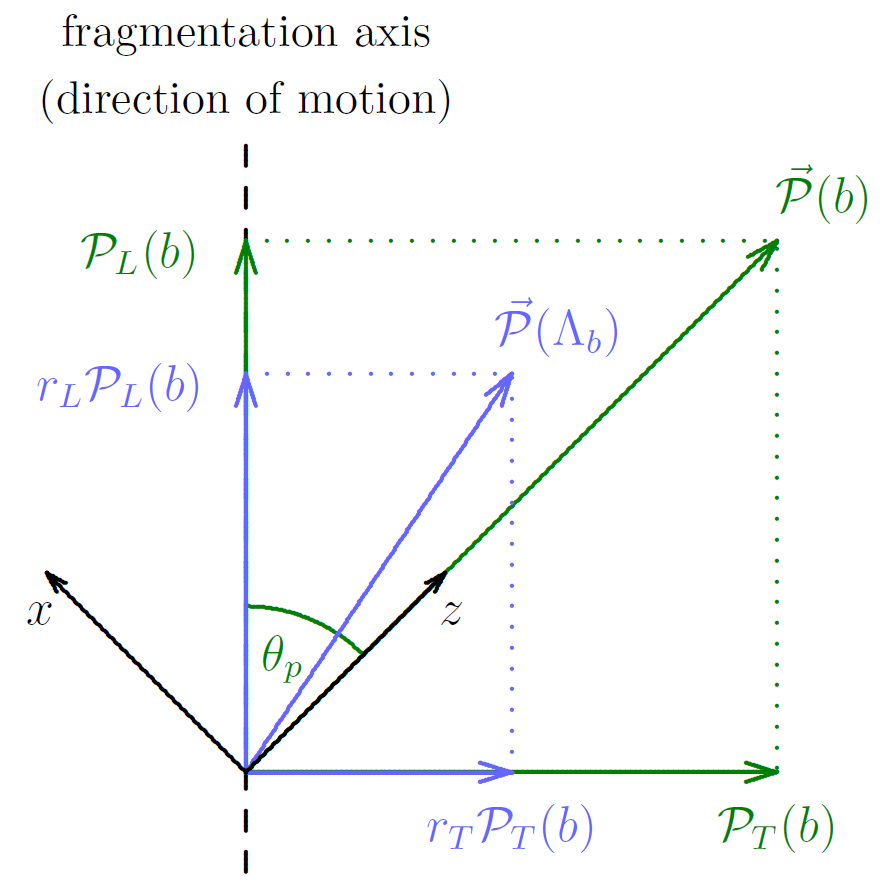 fragmentation axis
(direction of motion)
𝒫⃗(b)
𝒫_L(b)
𝒫⃗(Λ_b)
r_L𝒫_L(b)
x
z
θ_p
r_T𝒫_T(b)
𝒫_T(b)